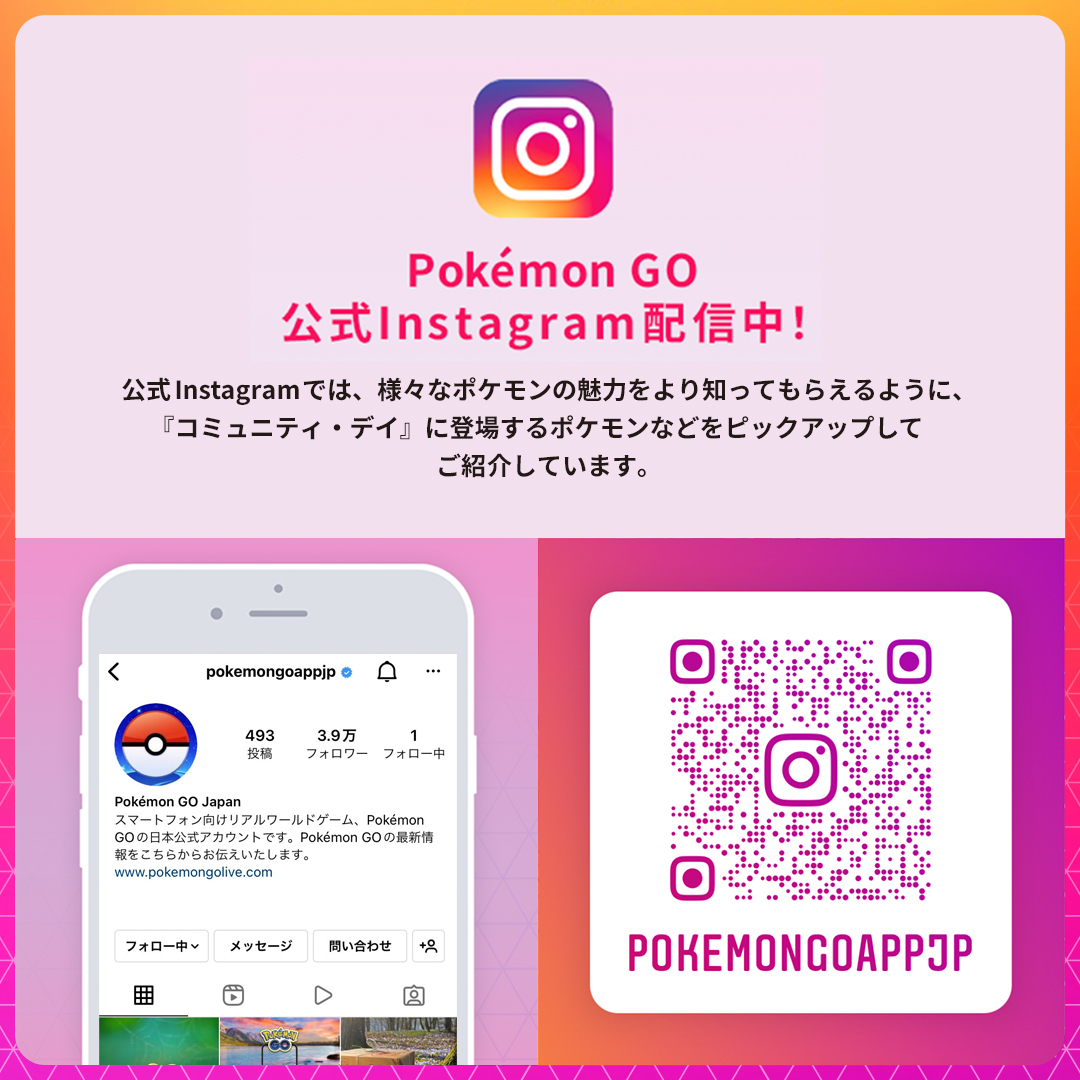 Pokémon GO
公式Instagram配信中!
公式Instagramでは、様々なポケモンの魅力をより知ってもらえるように、
『コミュニティ・デイ』に登場するポケモンなどをピックアップして
ご紹介しています。
pokemongoappjp
493 3.9万 1
投稿 フォロワー フォロー中
Pokémon GO Japan
スマートフォン向けリアルワールドゲーム、Pokémon
GOの日本公式アカウントです。Pokémon GOの最新情
報をこちらからお伝えいたします。
www.pokemongolive.com
フォロー中 メッセージ 問い合わせ
Pokémon
GO
POKEMONGOAPPJP